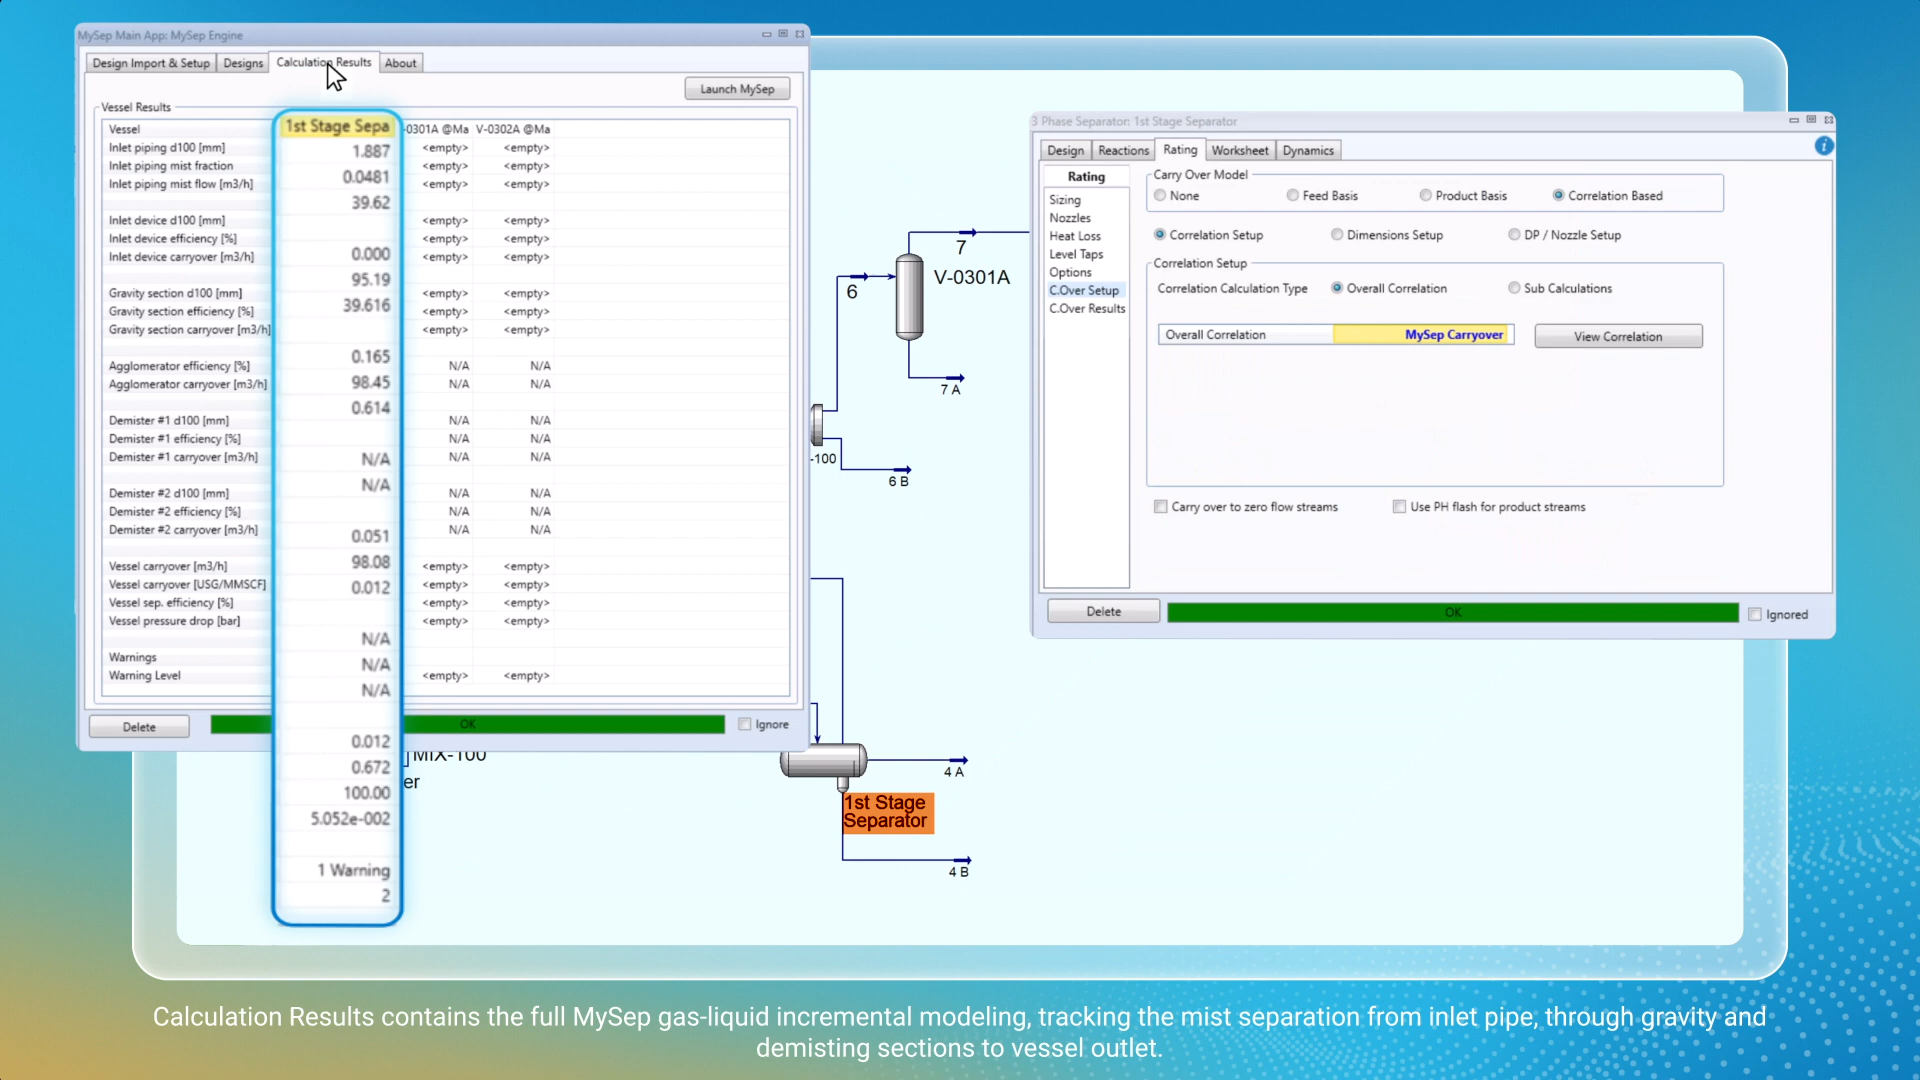 MySep Main App: MySep Engine
Design Import & Setup Designs Calculation Results About
Launch MySep
Vessel Results
Vessel 1st Stage Sepa -0301A @Ma V-0302A @Ma
Inlet piping d100 [mm] 1.887 <empty> <empty>
Inlet piping mist fraction 0.0481 <empty> <empty>
Inlet piping mist flow [m3/h] 39.62 <empty> <empty>
Inlet device d100 [mm] 0.000 <empty> <empty>
Inlet device efficiency [%] 95.19 <empty> <empty>
Inlet device carryover [m3/h] 39.616 <empty> <empty>
Gravity section d100 [mm] 0.165 <empty> <empty>
Gravity section efficiency [%] 98.45 <empty> <empty>
Gravity section carryover [m3/h] 0.614 <empty> <empty>
Agglomerator efficiency [%] N/A N/A N/A
Agglomerator carryover [m3/h] N/A N/A N/A
Demister #1 d100 [mm] 0.051 N/A N/A
Demister #1 efficiency [%] 98.08 N/A N/A
Demister #1 carryover [m3/h] 0.012 N/A N/A
Demister #2 d100 [mm] N/A N/A N/A
Demister #2 efficiency [%] N/A N/A N/A
Demister #2 carryover [m3/h] N/A N/A N/A
Vessel carryover [m3/h] 0.012 <empty> <empty>
Vessel carryover [USG/MMSCF] 0.672 <empty> <empty>
Vessel sep. efficiency [%] 100.00 <empty> <empty>
Vessel pressure drop [bar] 5.052e-002 <empty> <empty>
Warnings 1 Warning
Warning Level 2 <empty> <empty>
Delete OK Ignore
MIX-100
er
7
V-0301A
6
7 A
-100
6 B
4 A
1st Stage
Separator
4 B
3 Phase Separator: 1st Stage Separator
Design Reactions Rating Worksheet Dynamics
Rating
Sizing
Nozzles
Heat Loss
Level Taps
Options
C.Over Setup
C.Over Results
Carry Over Model
None Feed Basis Product Basis Correlation Based
Correlation Setup Dimensions Setup DP / Nozzle Setup
Correlation Setup
Correlation Calculation Type Overall Correlation Sub Calculations
Overall Correlation MySep Carryover View Correlation
Carry over to zero flow streams Use PH flash for product streams
Delete OK Ignored
Calculation Results contains the full MySep gas-liquid incremental modeling, tracking the mist separation from inlet pipe, through gravity and
demisting sections to vessel outlet.